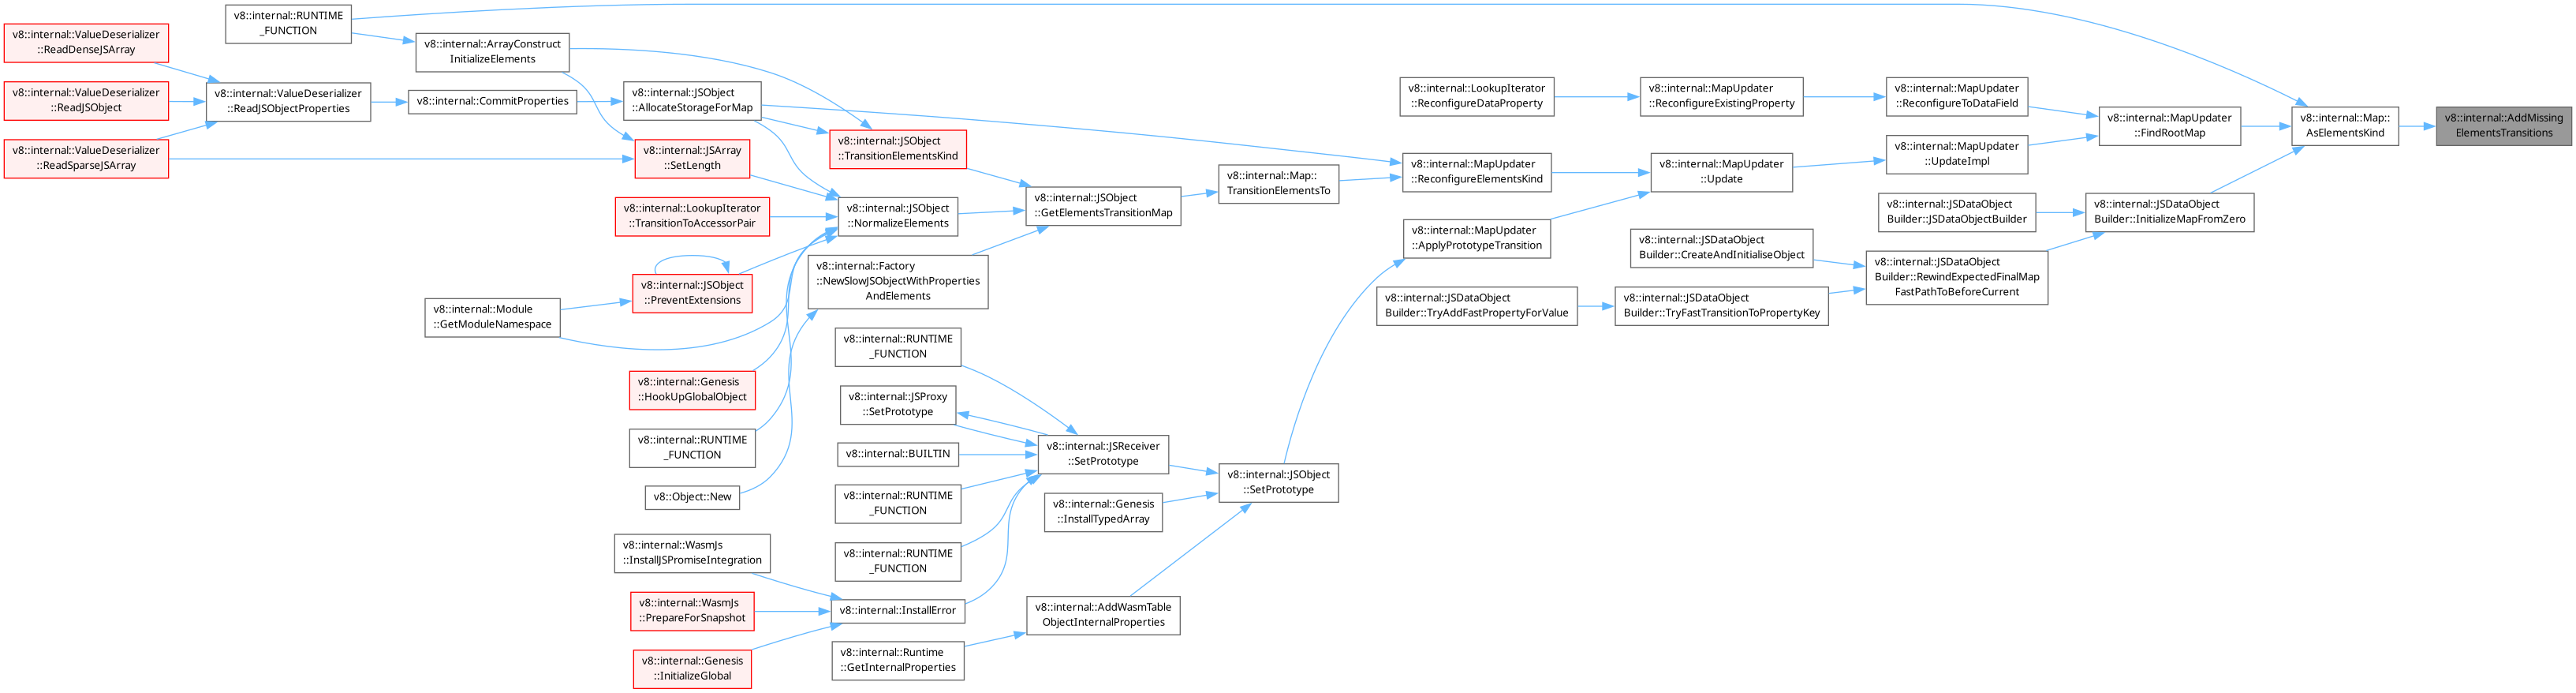 v8::internal::RUNTIME
_FUNCTION
v8::internal::ValueDeserializer
::ReadDenseJSArray
v8::internal::ValueDeserializer
::ReadJSObject
v8::internal::ValueDeserializer
::ReadSparseJSArray
v8::internal::ValueDeserializer
::ReadJSObjectProperties
v8::internal::ArrayConstruct
InitializeElements
v8::internal::CommitProperties
v8::internal::JSObject
::AllocateStorageForMap
v8::internal::JSArray
::SetLength
v8::internal::LookupIterator
::TransitionToAccessorPair
v8::internal::JSObject
::PreventExtensions
v8::internal::Module
::GetModuleNamespace
v8::internal::Genesis
::HookUpGlobalObject
v8::internal::RUNTIME
_FUNCTION
v8::Object::New
v8::internal::WasmJs
::InstallJSPromiseIntegration
v8::internal::WasmJs
::PrepareForSnapshot
v8::internal::Genesis
::InitializeGlobal
v8::internal::JSObject
::TransitionElementsKind
v8::internal::JSObject
::NormalizeElements
v8::internal::Factory
::NewSlowJSObjectWithProperties
AndElements
v8::internal::RUNTIME
_FUNCTION
v8::internal::JSProxy
::SetPrototype
v8::internal::BUILTIN
v8::internal::RUNTIME
_FUNCTION
v8::internal::RUNTIME
_FUNCTION
v8::internal::InstallError
v8::internal::Runtime
::GetInternalProperties
v8::internal::JSObject
::GetElementsTransitionMap
v8::internal::JSReceiver
::SetPrototype
v8::internal::Genesis
::InstallTypedArray
v8::internal::AddWasmTable
ObjectInternalProperties
v8::internal::Map::
TransitionElementsTo
v8::internal::JSObject
::SetPrototype
v8::internal::LookupIterator
::ReconfigureDataProperty
v8::internal::MapUpdater
::ReconfigureElementsKind
v8::internal::MapUpdater
::ApplyPrototypeTransition
v8::internal::JSDataObject
Builder::TryAddFastPropertyForValue
v8::internal::MapUpdater
::ReconfigureExistingProperty
v8::internal::MapUpdater
::Update
v8::internal::JSDataObject
Builder::CreateAndInitialiseObject
v8::internal::JSDataObject
Builder::TryFastTransitionToPropertyKey
v8::internal::MapUpdater
::ReconfigureToDataField
v8::internal::MapUpdater
::UpdateImpl
v8::internal::JSDataObject
Builder::JSDataObjectBuilder
v8::internal::JSDataObject
Builder::RewindExpectedFinalMap
FastPathToBeforeCurrent
v8::internal::MapUpdater
::FindRootMap
v8::internal::JSDataObject
Builder::InitializeMapFromZero
v8::internal::Map::
AsElementsKind
v8::internal::AddMissing
ElementsTransitions